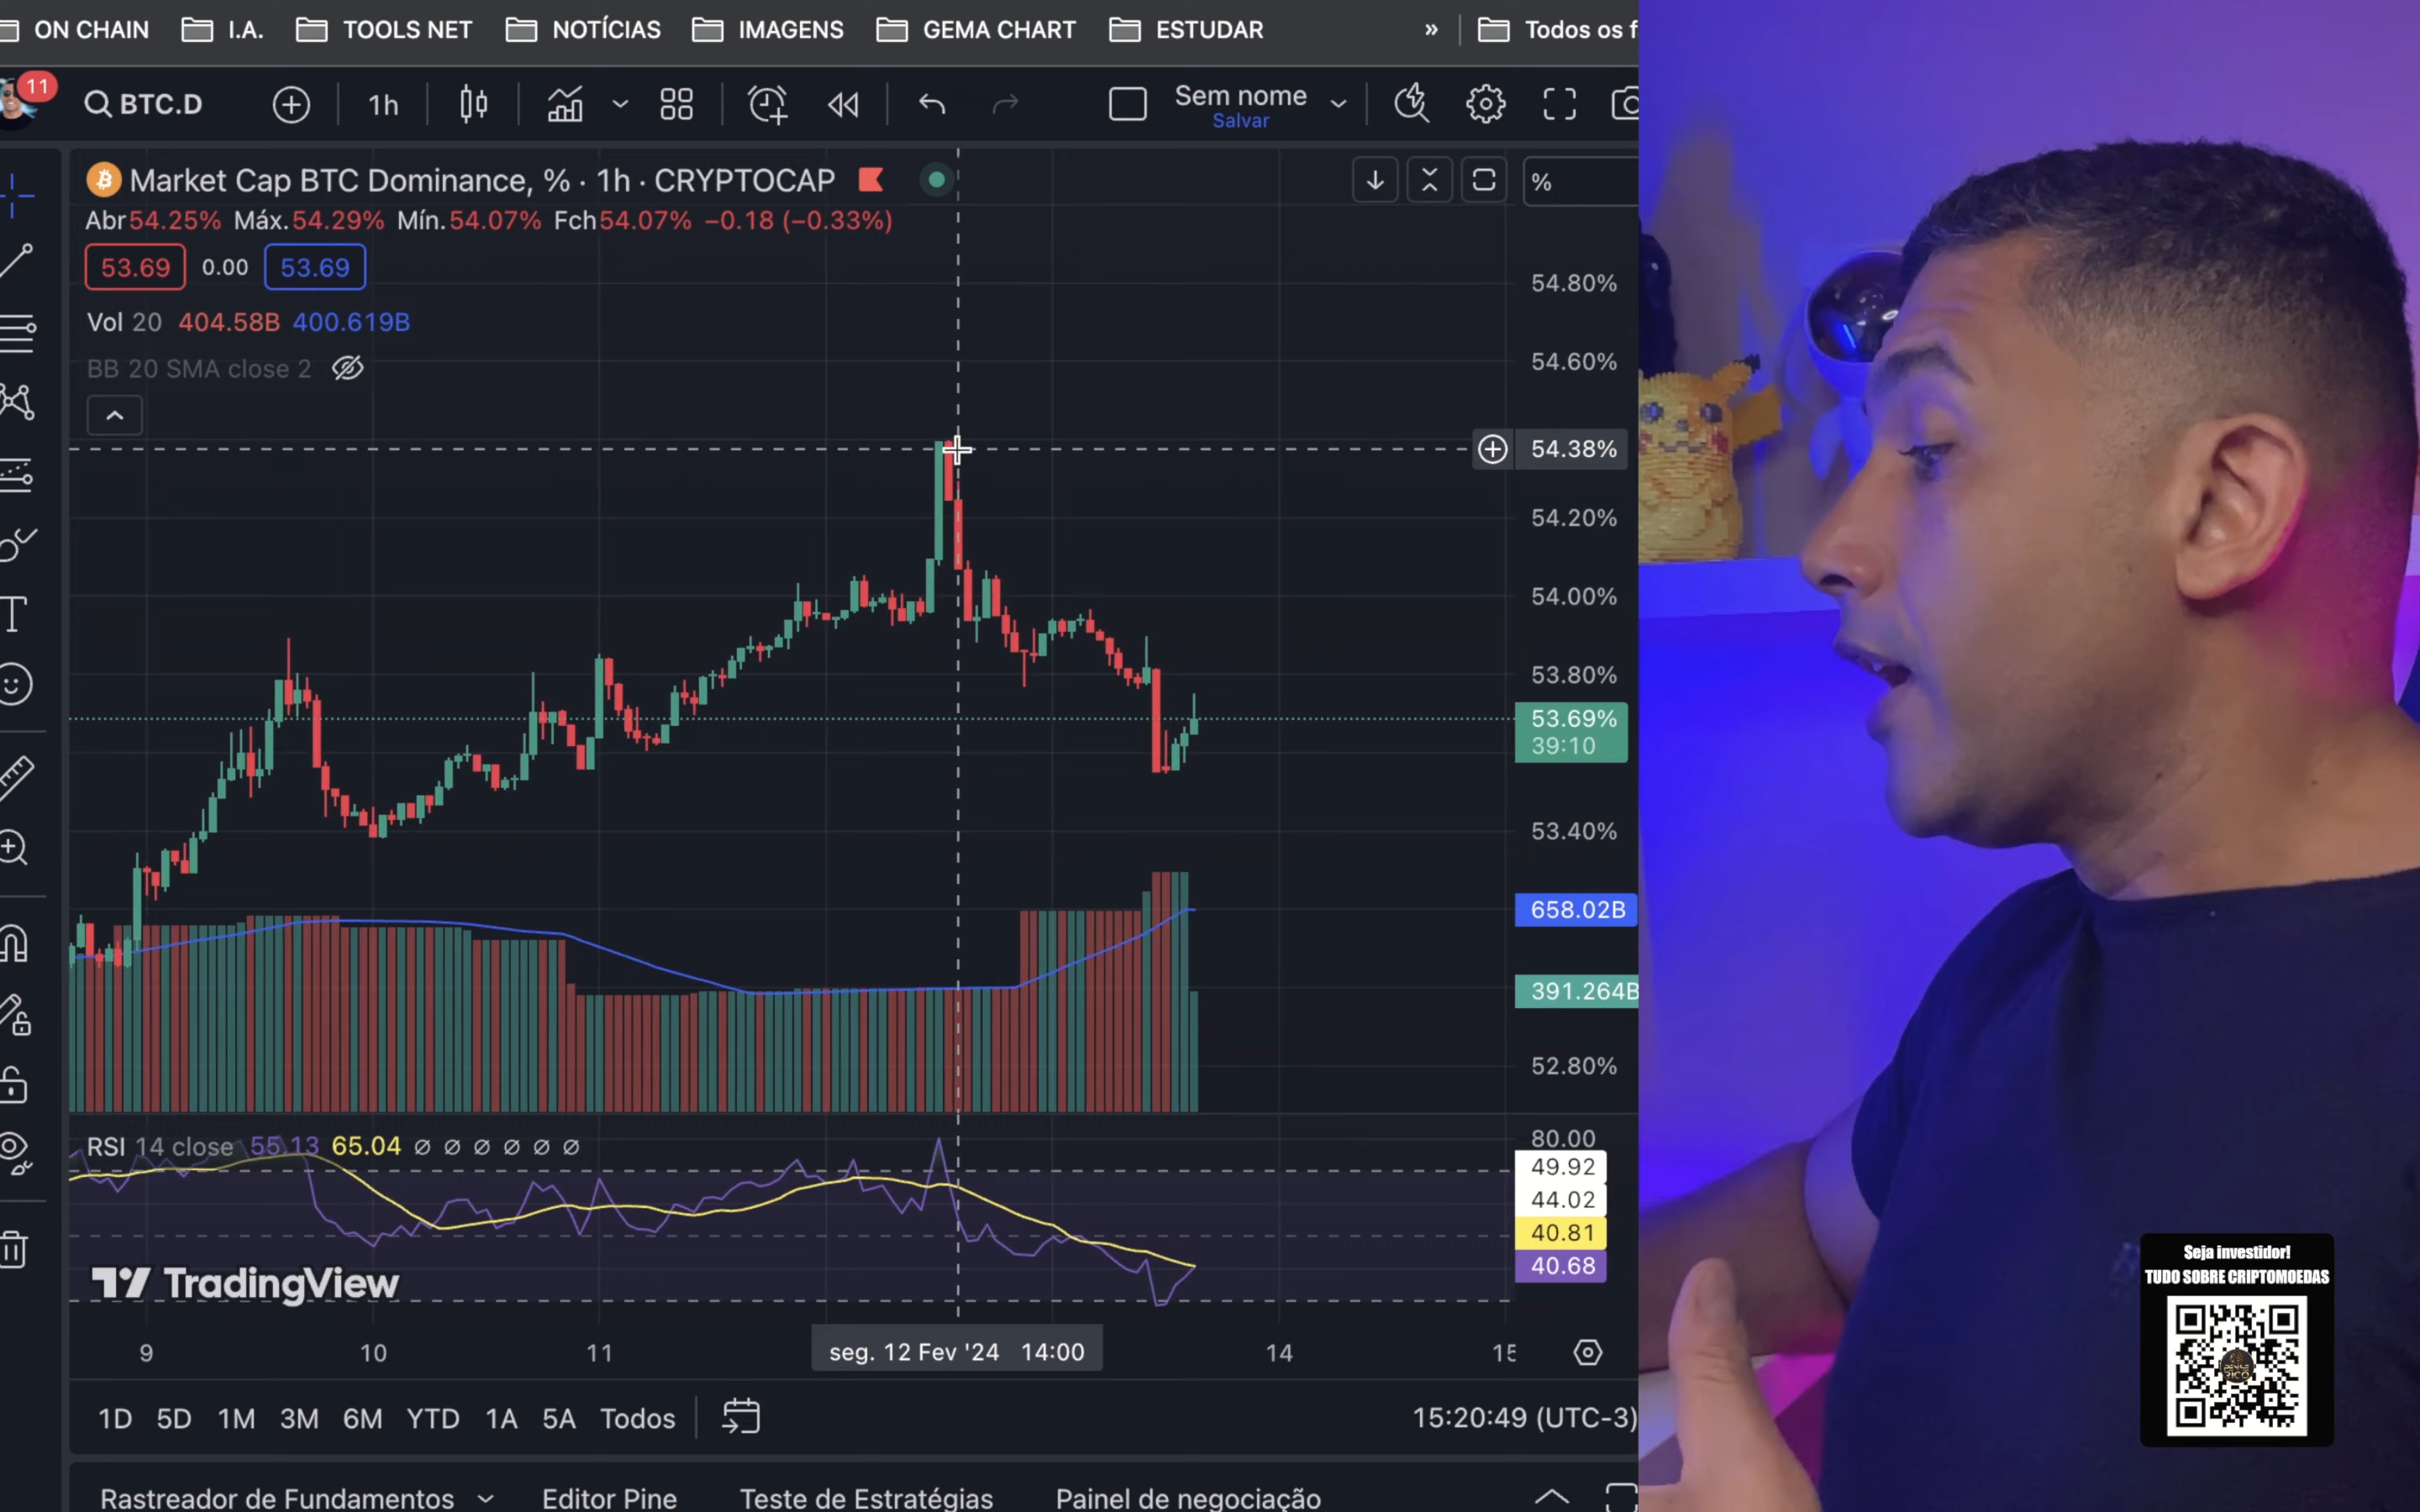 ON CHAIN I.A. TOOLS NET NOTÍCIAS IMAGENS GEMA CHART ESTUDAR » Todos os f
11 BTC.D 1h Sem nome
Salvar
Market Cap BTC Dominance, % · 1h · CRYPTOCAP %
Abr54.25% Máx.54.29% Mín.54.07% Fch54.07% −0.18 (−0.33%)
53.69 0.00 53.69
54.80%
Vol 20 404.58B 400.619B
BB 20 SMA close 2
54.60%
54.38%
54.20%
54.00%
53.80%
53.69%
39:10
53.40%
658.02B
391.264B
52.80%
RSI 14 close 55.13 65.04 ∅ ∅ ∅ ∅ ∅ ∅
80.00
49.92
44.02
40.81
40.68
TradingView
9 10 11 seg. 12 Fev '24 14:00 14 15
1D 5D 1M 3M 6M YTD 1A 5A Todos 15:20:49 (UTC-3)
Rastreador de Fundamentos Editor Pine Teste de Estratégias Painel de negociação
Seja investidor!
TUDO SOBRE CRIPTOMOEDAS